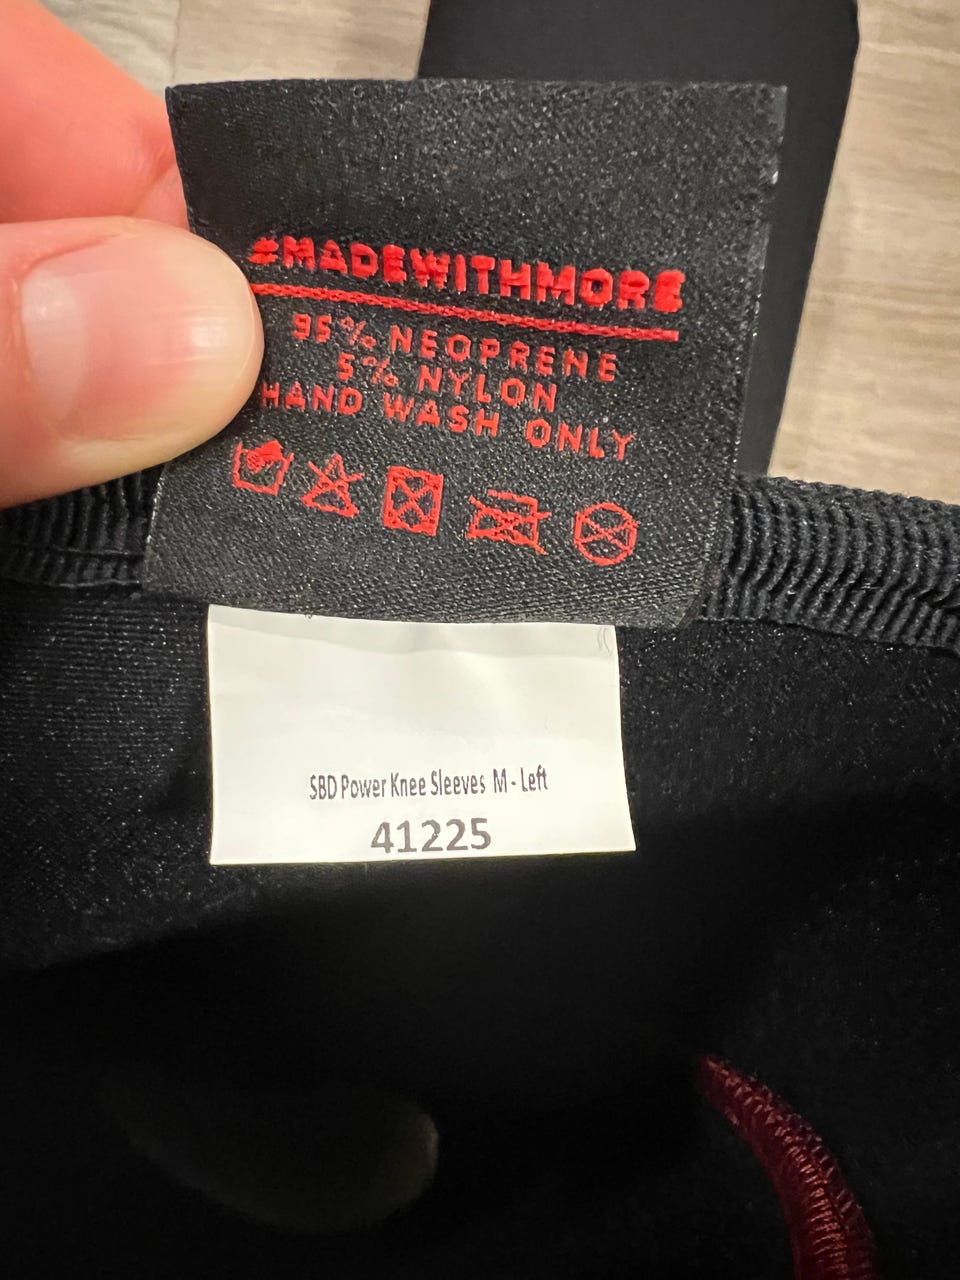 #MADEWITHMORE
95% NEOPRENE
5% NYLON
HAND WASH ONLY
SBD Power Knee Sleeves M - Left
41225